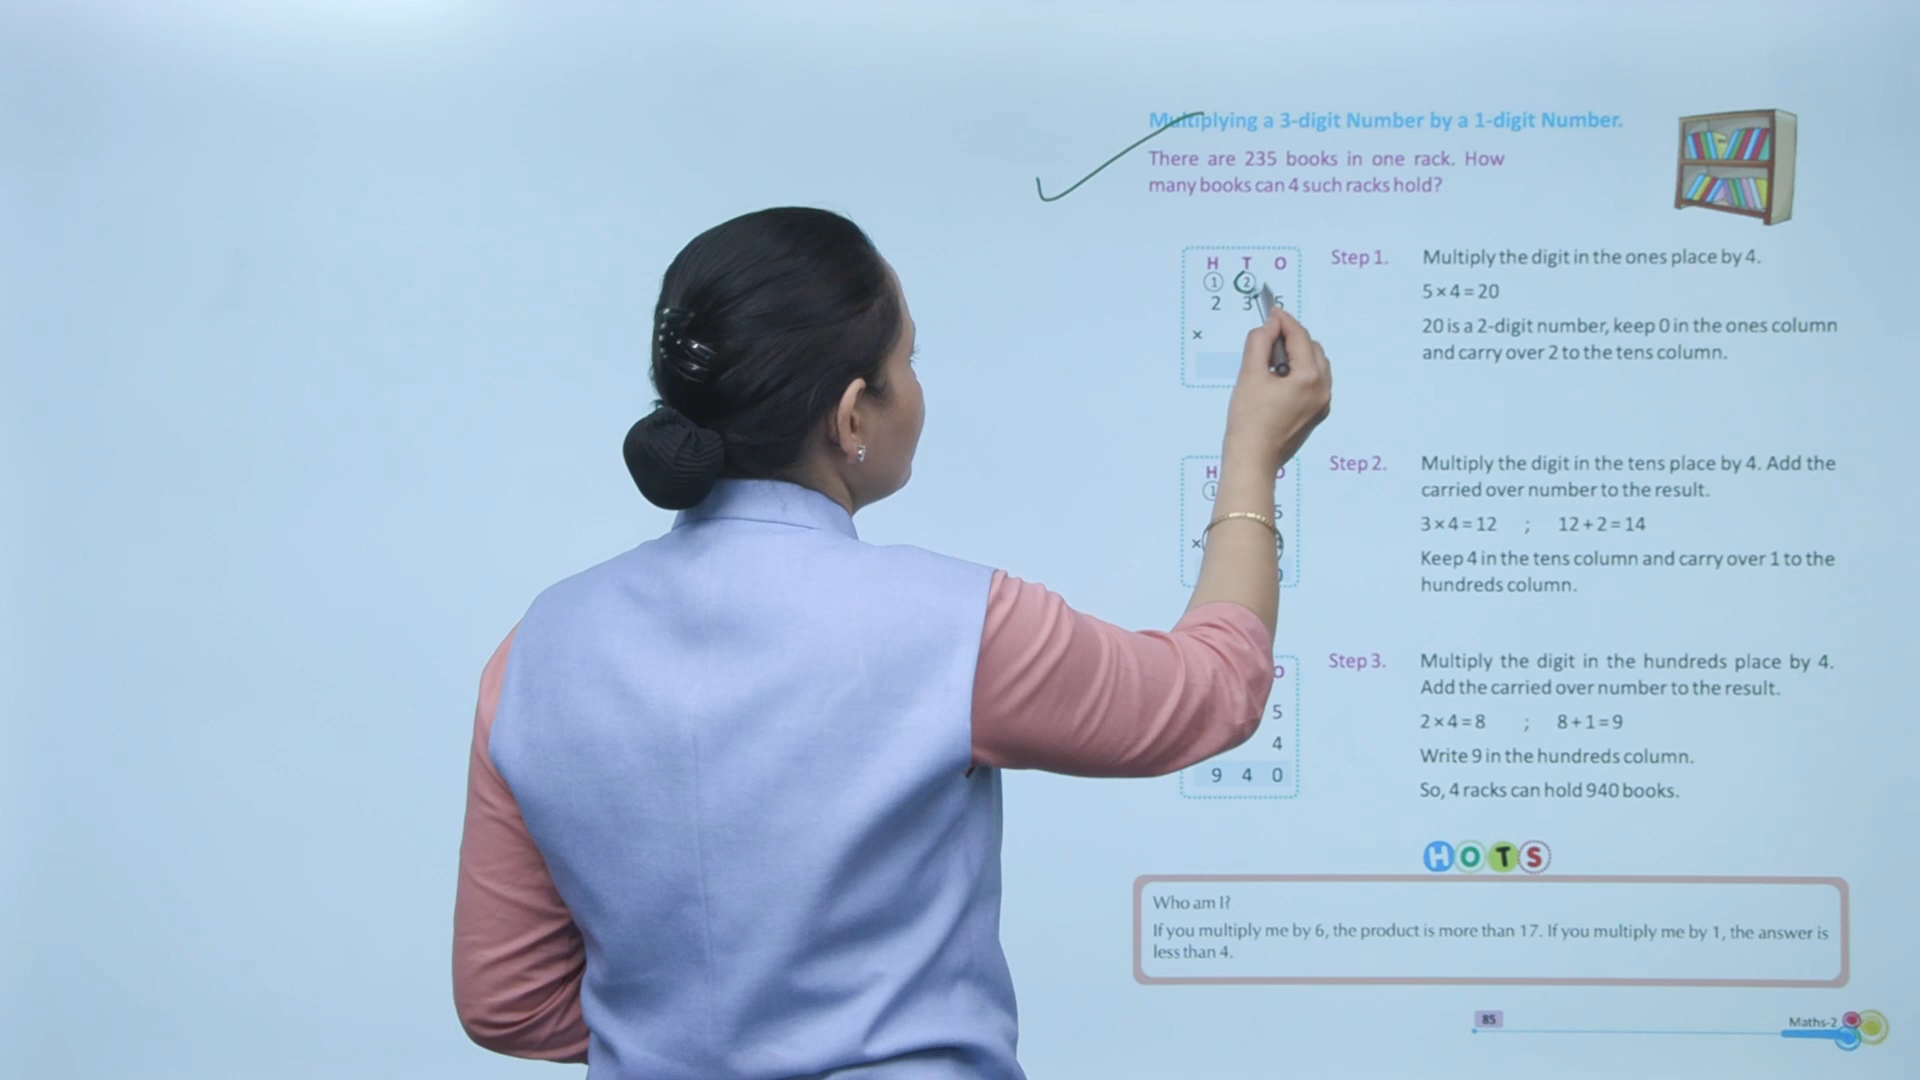 Multiplying a 3-digit Number by a 1-digit Number.
There are 235 books in one rack. How
many books can 4 such racks hold?
H T O
1 2
2 3 5
×
Step 1. Multiply the digit in the ones place by 4.
5 × 4 = 20
20 is a 2-digit number, keep 0 in the ones column
and carry over 2 to the tens column.
H O
1
5
× 4
0
Step 2. Multiply the digit in the tens place by 4. Add the
carried over number to the result.
3 × 4 = 12 ; 12 + 2 = 14
Keep 4 in the tens column and carry over 1 to the
hundreds column.
O
5
4
9 4 0
Step 3. Multiply the digit in the hundreds place by 4.
Add the carried over number to the result.
2 × 4 = 8 ; 8 + 1 = 9
Write 9 in the hundreds column.
So, 4 racks can hold 940 books.
HOTS
Who am I?
If you multiply me by 6, the product is more than 17. If you multiply me by 1, the answer is
less than 4.
85
Maths-2